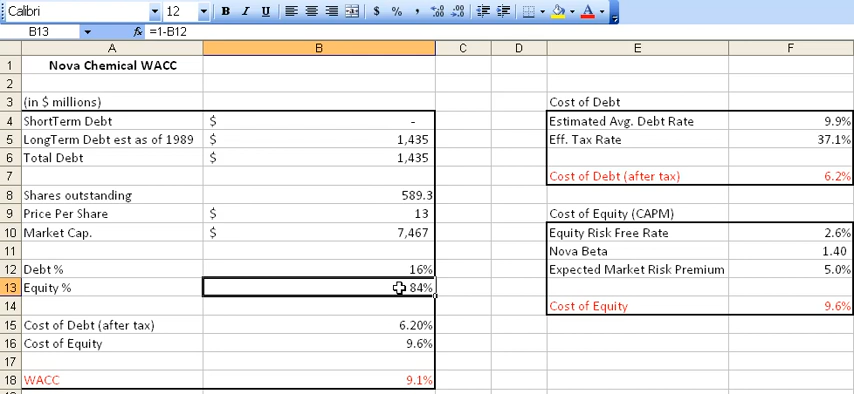 Calibri 12 B I U $ % , .00 .00
B13 fx =1-B12
A B C D E F
1 Nova Chemical WACC
2
3 (in $ millions) Cost of Debt
4 ShortTerm Debt $ - Estimated Avg. Debt Rate 9.9%
5 LongTerm Debt est as of 1989 $ 1,435 Eff. Tax Rate 37.1%
6 Total Debt $ 1,435
7 Cost of Debt (after tax) 6.2%
8 Shares outstanding 589.3
9 Price Per Share $ 13 Cost of Equity (CAPM)
10 Market Cap. $ 7,467 Equity Risk Free Rate 2.6%
11 Nova Beta 1.40
12 Debt % 16% Expected Market Risk Premium 5.0%
13 Equity % 84%
14 Cost of Equity 9.6%
15 Cost of Debt (after tax) 6.20%
16 Cost of Equity 9.6%
17
18 WACC 9.1%